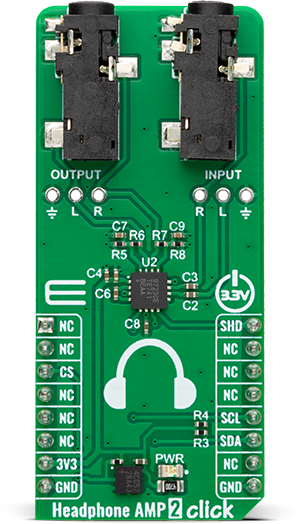 OUTPUT INPUT
L R R L
C7 C9
R6 R7
R5 R8
U2
C4 C3
C6 C2
C8
3.3V
NC SHD
NC NC
CS NC
NC NC
NC SCL
NC SDA
3V3 NC
GND GND
R4
R3
PWR
Headphone AMP 2 click